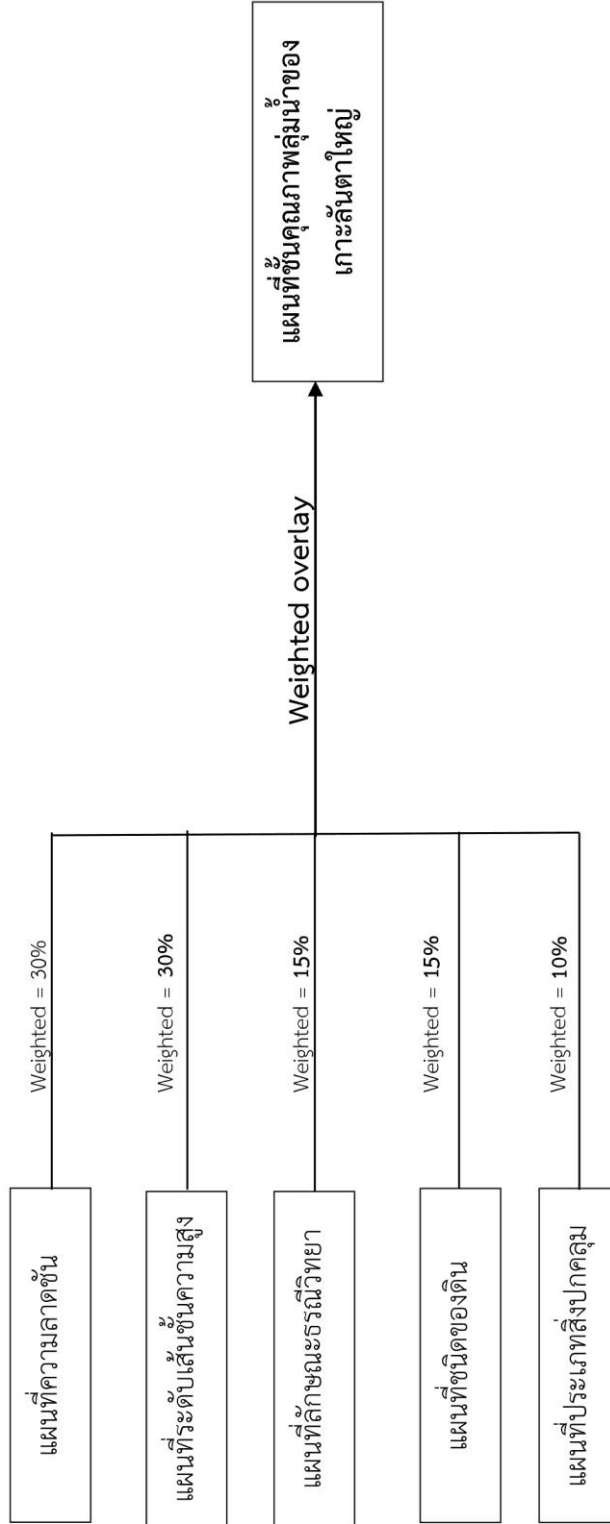 แผนที่ความลาดชัน
Weighted = 30%
แผนที่ระดับเส้นชั้นความสูง
Weighted = 30%
แผนที่ลักษณะธรณีวิทยา
Weighted = 15%
แผนที่ชนิดของดิน
Weighted = 15%
แผนที่ประเภทสิ่งปกคลุม
Weighted = 10%
Weighted overlay
แผนที่ชั้นคุณภาพลุ่มน้ำของ
เกาะลันตาใหญ่